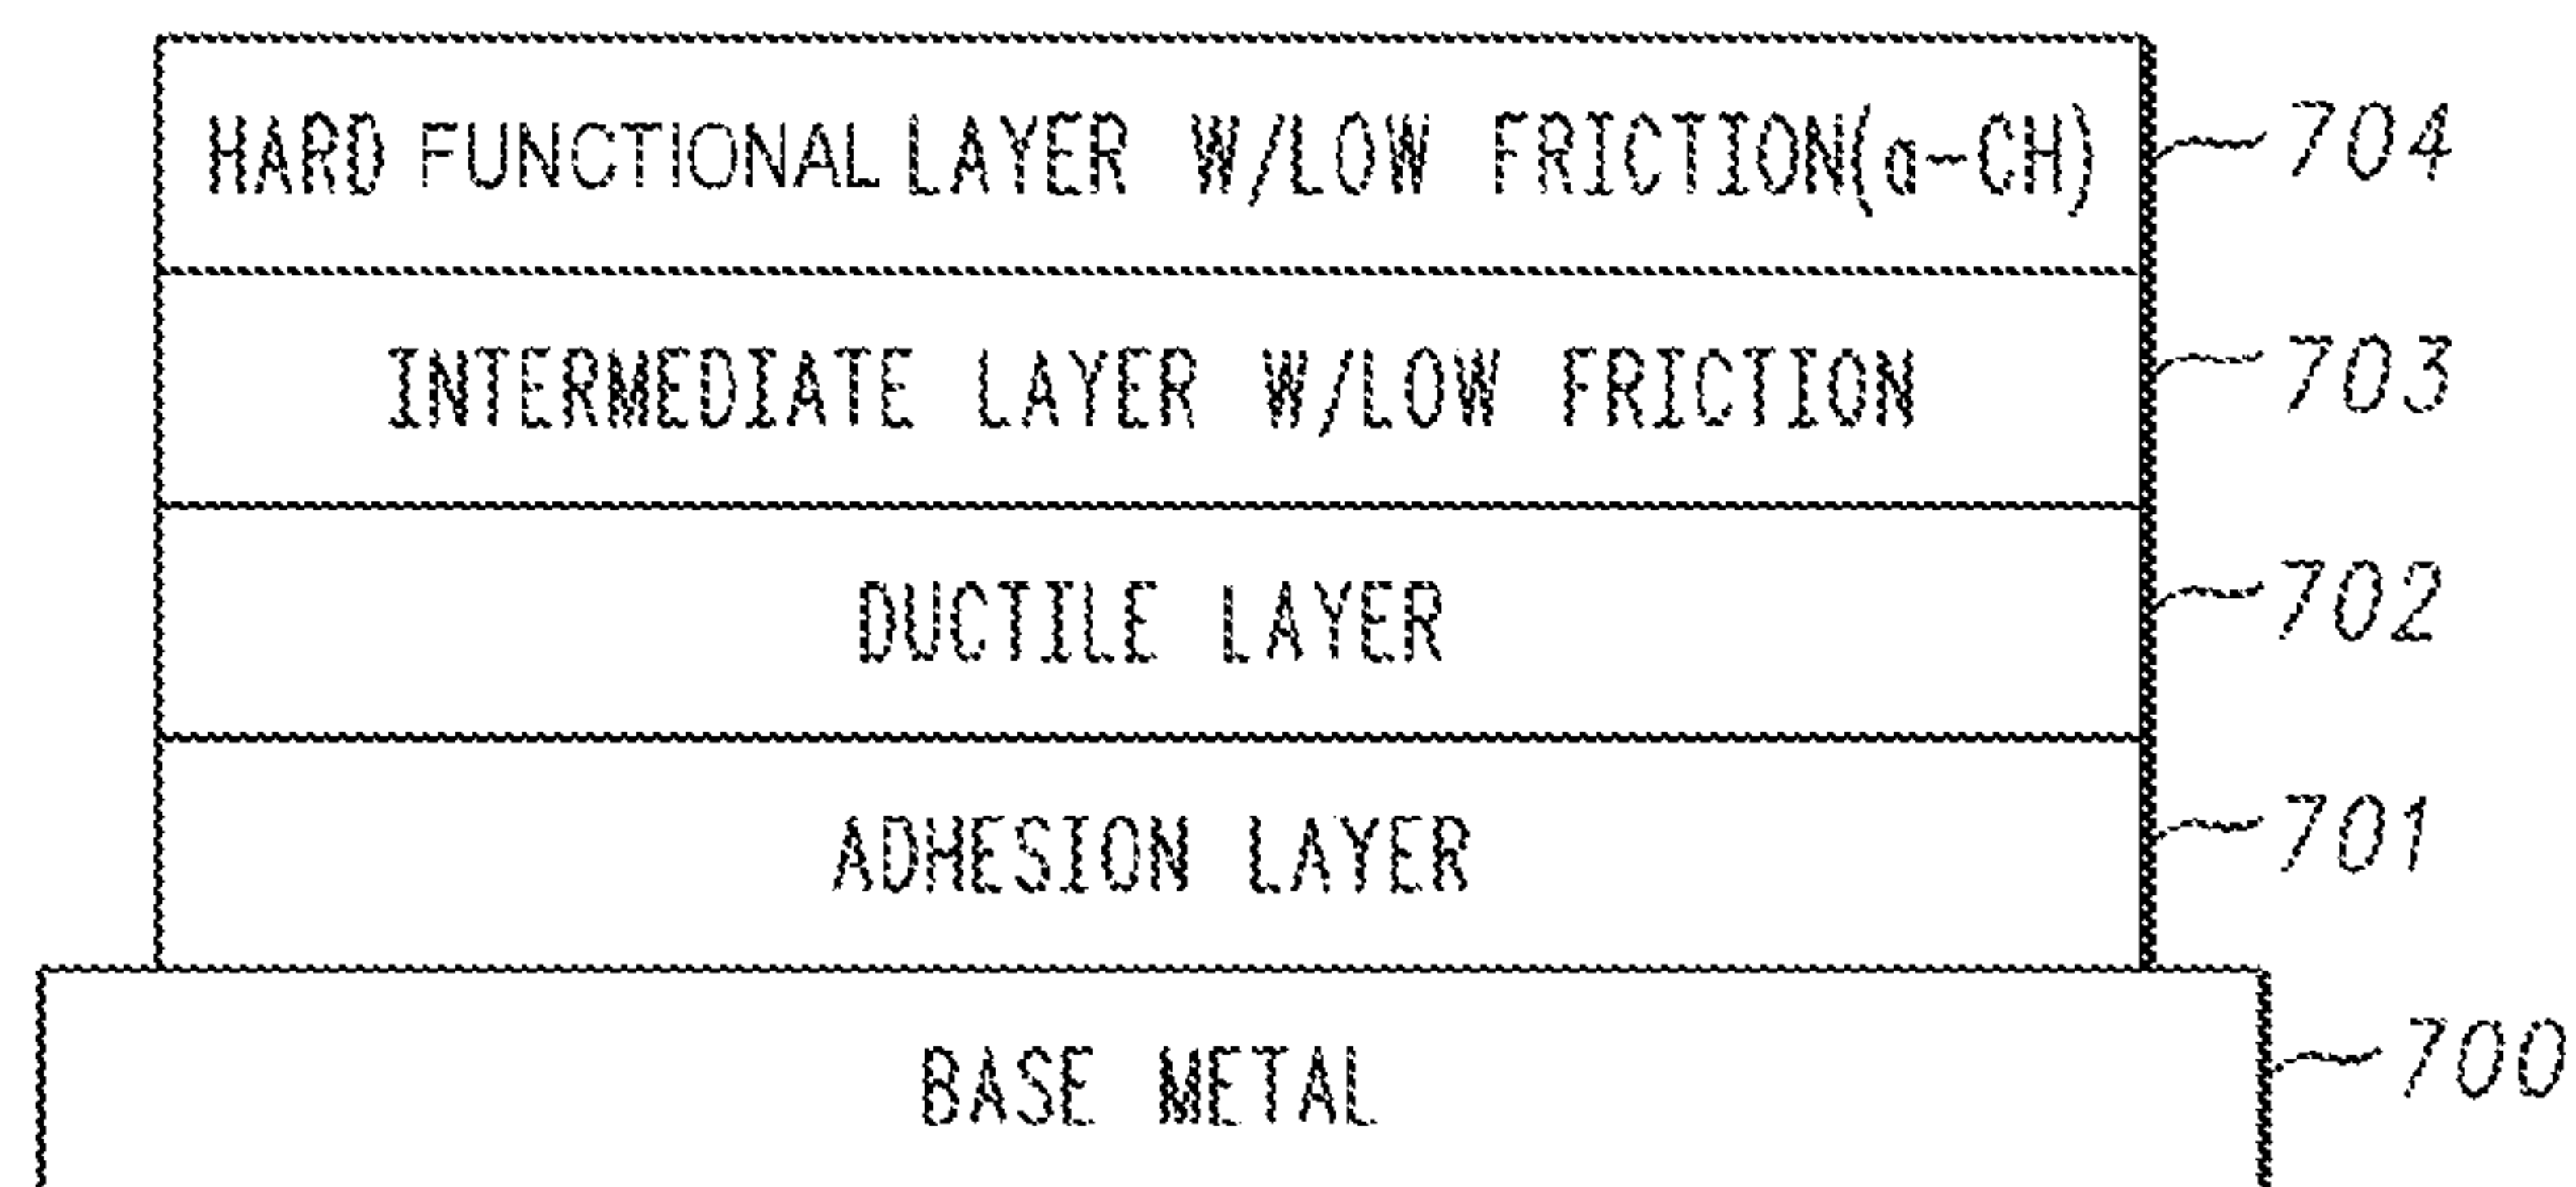 HARD FUNCTIONAL LAYER W/LOW FRICTION(a-CH) 704
INTERMEDIATE LAYER W/LOW FRICTION 703
DUCTILE LAYER 702
ADHESION LAYER 701
BASE METAL 700